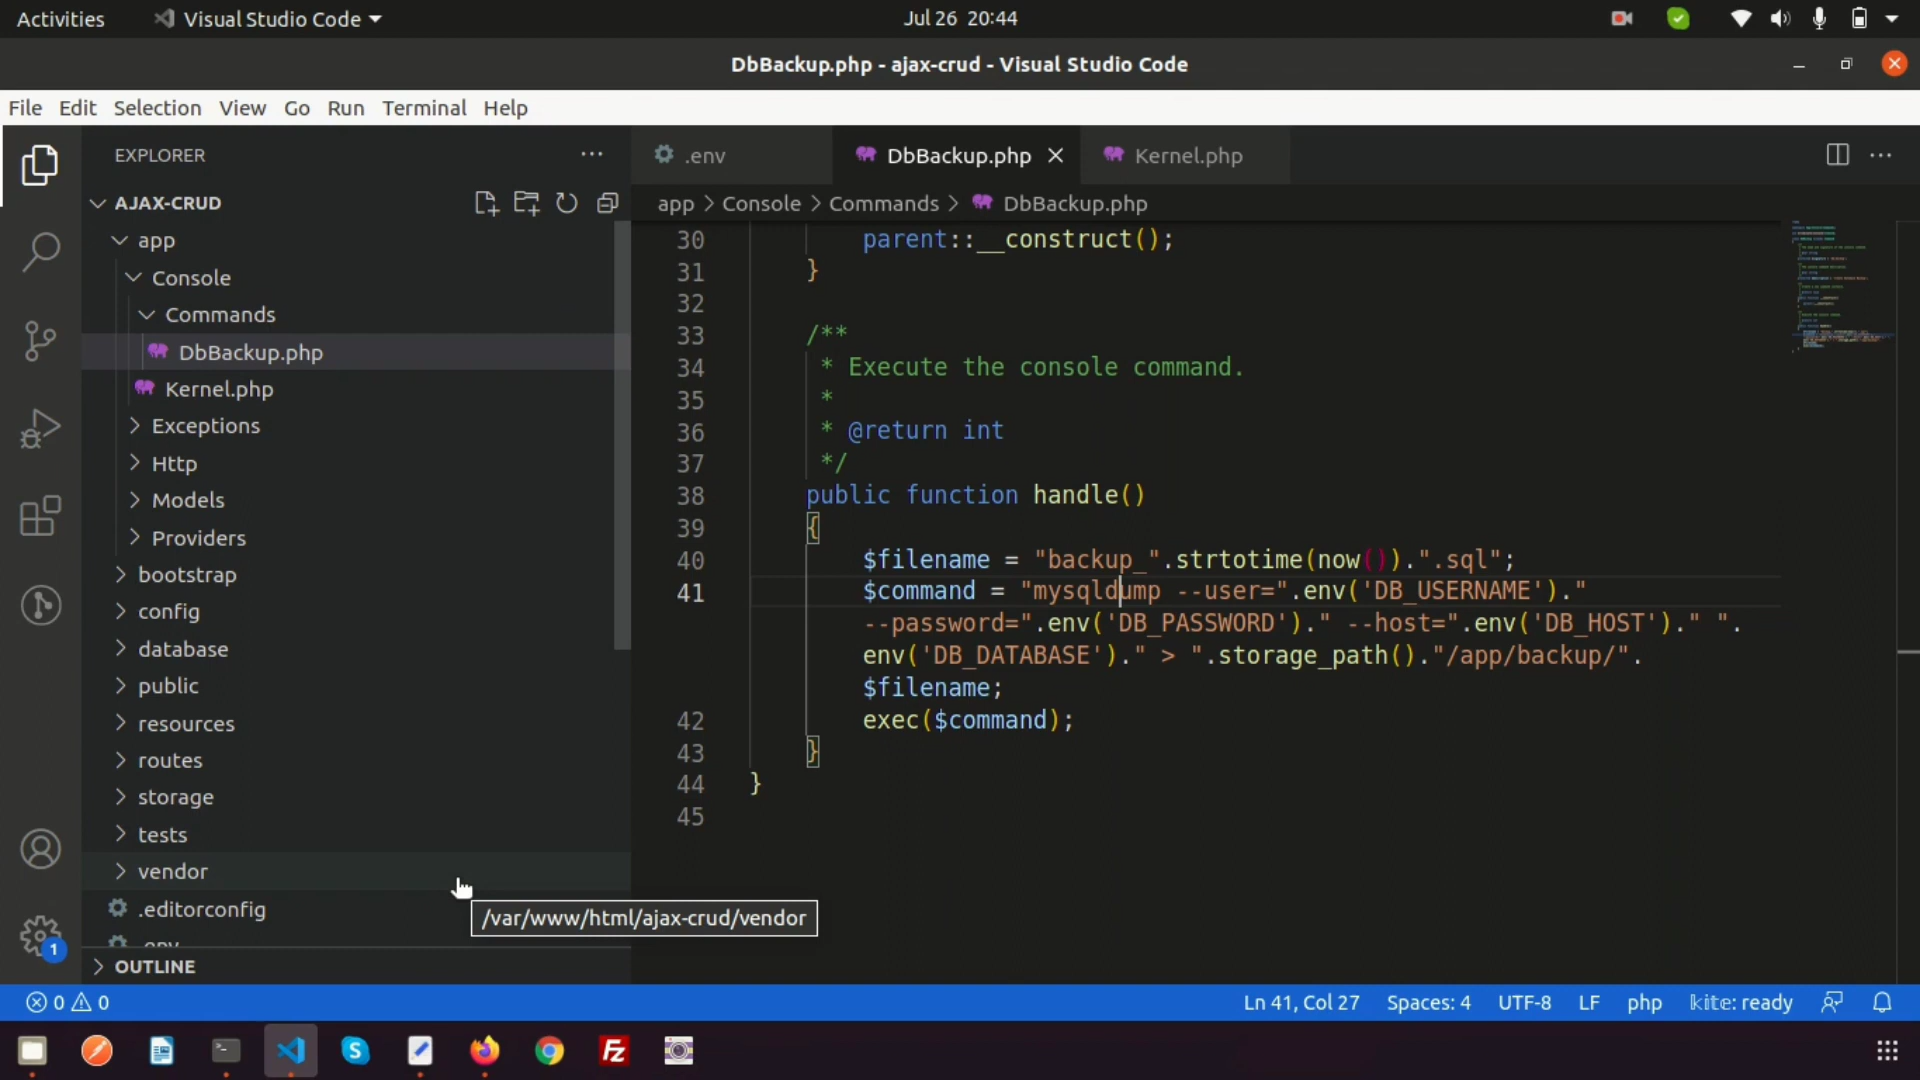 Activities
Visual Studio Code
Jul 26 20:44
DbBackup.php - ajax-crud - Visual Studio Code
File Edit Selection View Go Run Terminal Help
EXPLORER
AJAX-CRUD
app
Console
Commands
DbBackup.php
Kernel.php
Exceptions
Http
Models
Providers
bootstrap
config
database
public
resources
routes
storage
tests
vendor
.editorconfig
.env
/var/www/html/ajax-crud/vendor
OUTLINE
.env
DbBackup.php
Kernel.php
app > Console > Commands > DbBackup.php
30 parent::__construct();
31 }
32
33 /**
34 * Execute the console command.
35 *
36 * @return int
37 */
38 public function handle()
39 {
40 $filename = "backup_".strtotime(now()).".sql";
41 $command = "mysqldump --user=".env('DB_USERNAME')."
--password=".env('DB_PASSWORD')." --host=".env('DB_HOST')." ".
env('DB_DATABASE')." > ".storage_path()."/app/backup/".
$filename;
42 exec($command);
43 }
44 }
45
0 0
Ln 41, Col 27
Spaces: 4
UTF-8
LF
php
kite: ready
1